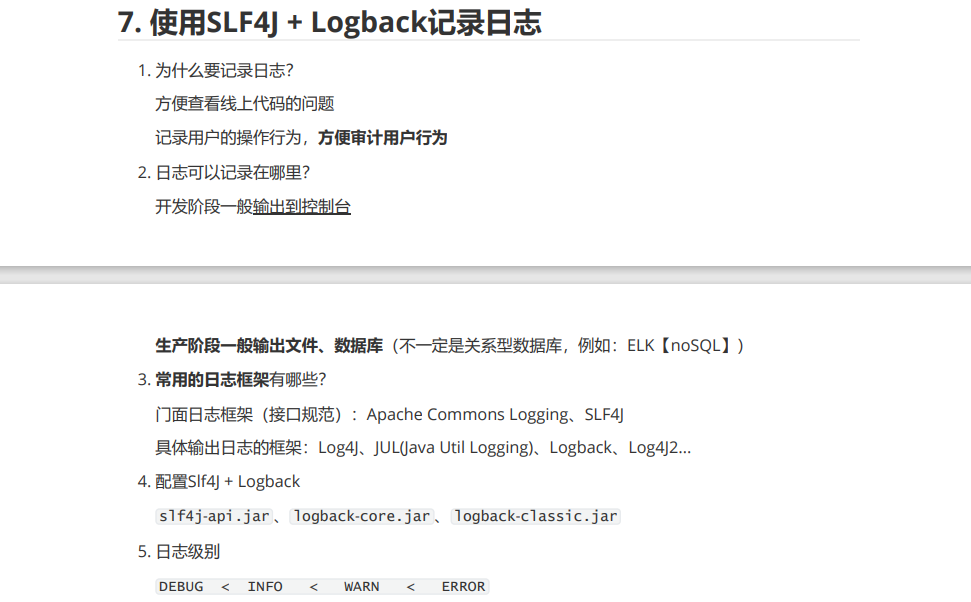 7. 使用SLF4J + Logback记录日志
1. 为什么要记录日志？
方便查看线上代码的问题
记录用户的操作行为，方便审计用户行为
2. 日志可以记录在哪里？
开发阶段一般输出到控制台
生产阶段一般输出文件、数据库（不一定是关系型数据库，例如：ELK【noSQL】)
3. 常用的日志框架有哪些？
门面日志框架（接口规范）：Apache Commons Logging、SLF4J
具体输出日志的框架：Log4J、JUL(Java Util Logging)、Logback、Log4J2...
4. 配置Slf4J + Logback
slf4j-api.jar、logback-core.jar、logback-classic.jar
5. 日志级别
DEBUG < INFO < WARN < ERROR